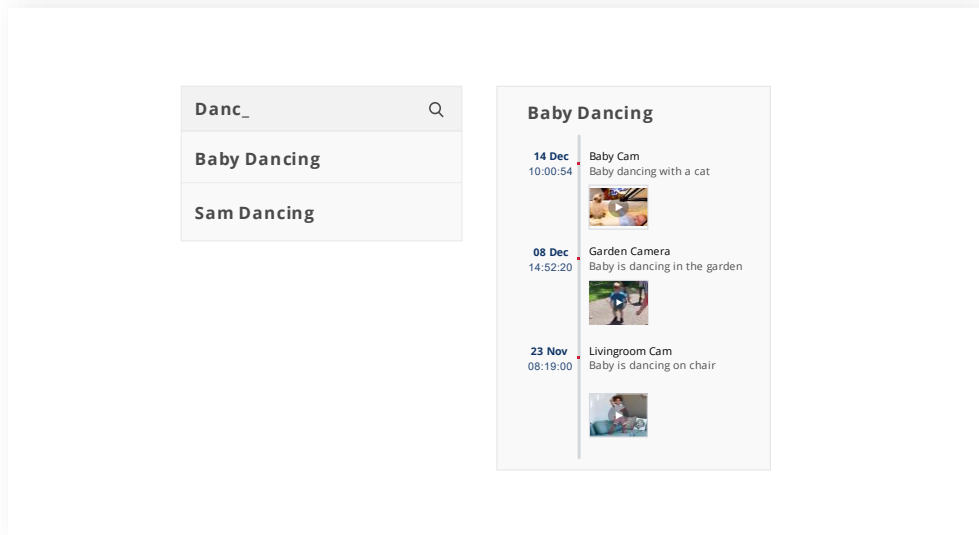 Danc_
Baby Dancing
Sam Dancing
Baby Dancing
14 Dec
10:00:54
Baby Cam
Baby dancing with a cat
08 Dec
14:52:20
Garden Camera
Baby is dancing in the garden
23 Nov
08:19:00
Livingroom Cam
Baby is dancing on chair